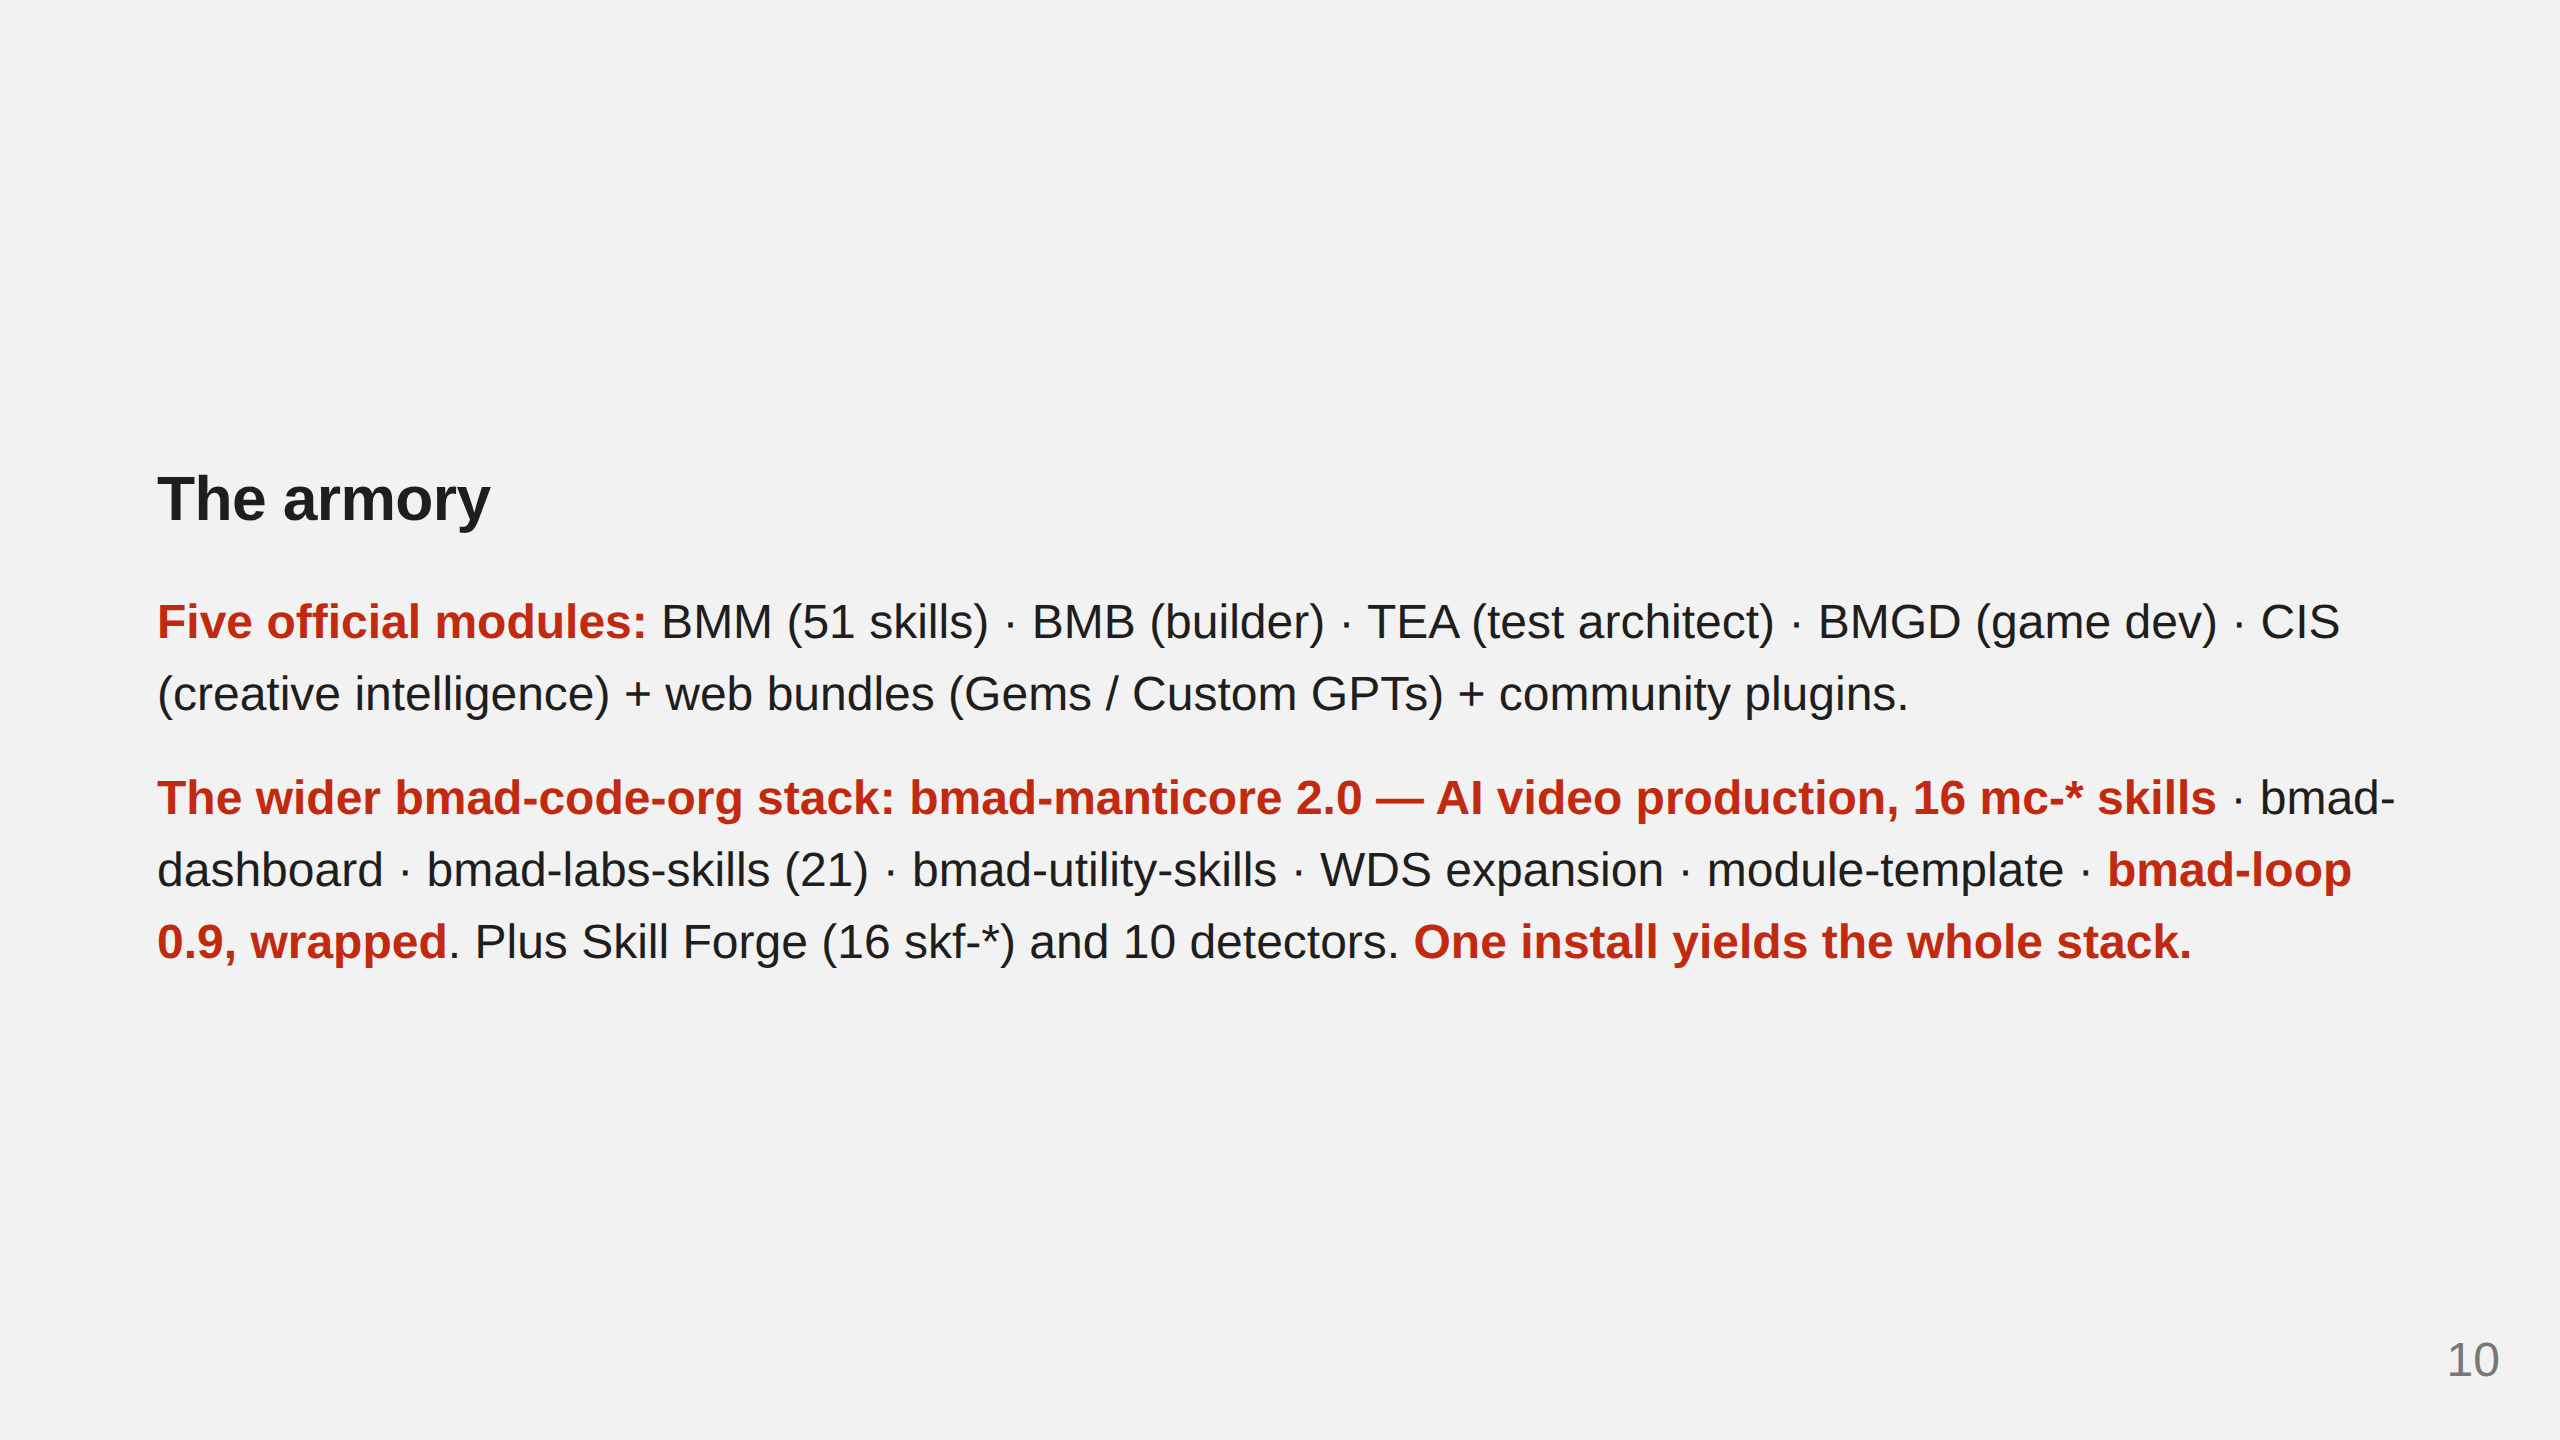 The armory
Five official modules: BMM (51 skills) · BMB (builder) · TEA (test architect) · BMGD (game dev) · CIS
(creative intelligence) + web bundles (Gems / Custom GPTs) + community plugins.
The wider bmad-code-org stack: bmad-manticore 2.0 — AI video production, 16 mc-* skills · bmad-
dashboard · bmad-labs-skills (21) · bmad-utility-skills · WDS expansion · module-template · bmad-loop
0.9, wrapped. Plus Skill Forge (16 skf-*) and 10 detectors. One install yields the whole stack.
10